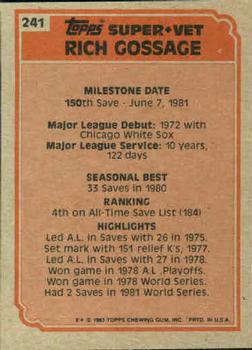 241
Topps SUPER★VET
RICH GOSSAGE
MILESTONE DATE
150th Save - June 7, 1981
Major League Debut: 1972 with
Chicago White Sox
Major League Service: 10 years,
122 days
SEASONAL BEST
33 Saves in 1980
RANKING
4th on All-Time Save List (184)
HIGHLIGHTS
Led A.L. in Saves with 26 in 1975.
Set mark with 151 relief K's, 1977.
Led A.L. in Saves with 27 in 1978.
Won game in 1978 A.L. Playoffs.
Won game in 1978 World Series.
Had 2 Saves in 1981 World Series.
© 1983 TOPPS CHEWING GUM, INC. PRTD. IN U.S.A.